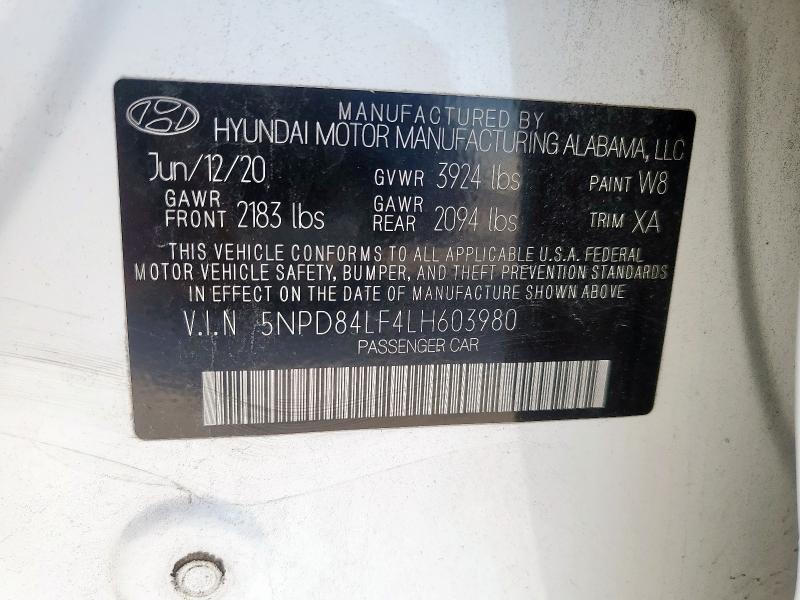 MANUFACTURED BY
HYUNDAI MOTOR MANUFACTURING ALABAMA, LLC
Jun/12/20 GVWR 3924 lbs PAINT W8
GAWR FRONT 2183 lbs GAWR REAR 2094 lbs TRIM XA
THIS VEHICLE CONFORMS TO ALL APPLICABLE U.S.A. FEDERAL
MOTOR VEHICLE SAFETY, BUMPER, AND THEFT PREVENTION STANDARDS
IN EFFECT ON THE DATE OF MANUFACTURE SHOWN ABOVE
V.I.N 5NPD84LF4LH603980
PASSENGER CAR